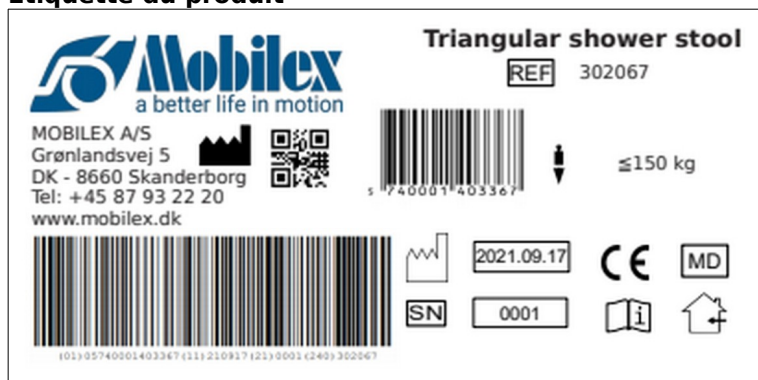 Etiquette du produit
Mobilex
a better life in motion
Triangular shower stool
REF 302067
MOBILEX A/S
Grønlandsvej 5
DK - 8660 Skanderborg
Tel: +45 87 93 22 20
www.mobilex.dk
5 740001 403367
≦150 kg
2021.09.17
CE
MD
SN
0001
i
(01)05740001403367(11)210917(21)0001(240)302067